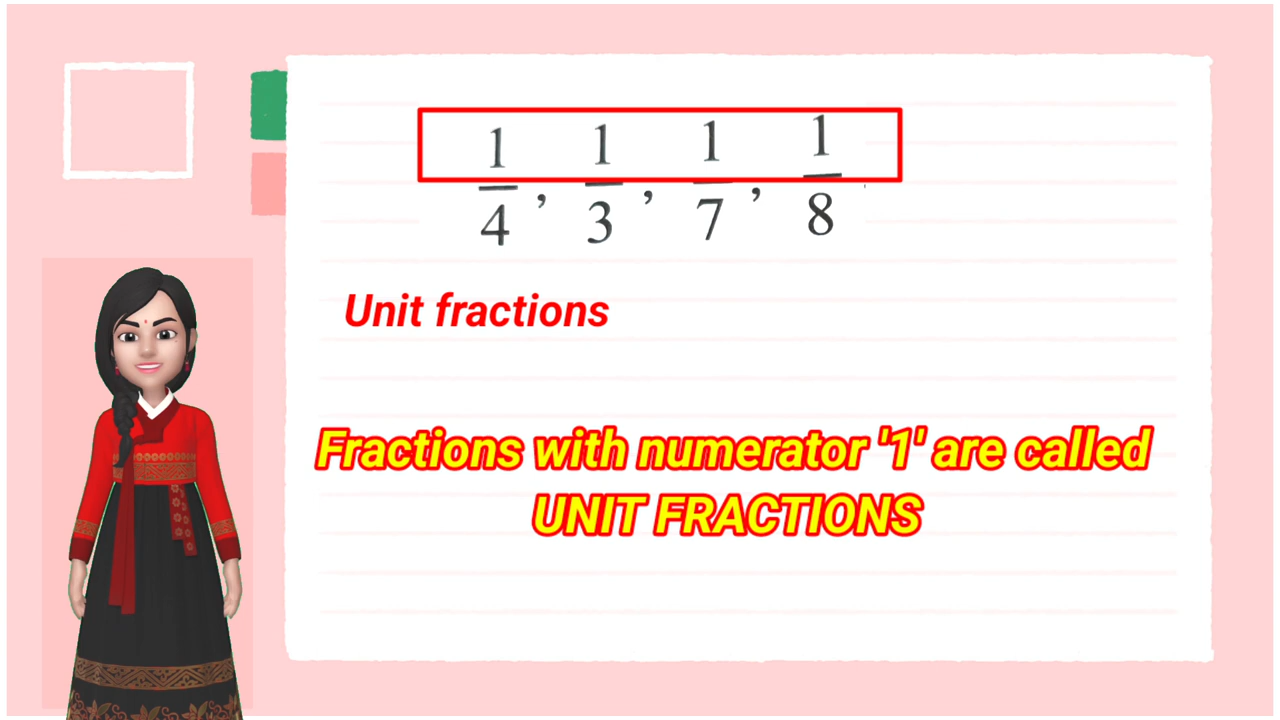 1/4, 1/3, 1/7, 1/8
Unit fractions
Fractions with numerator '1' are called
UNIT FRACTIONS